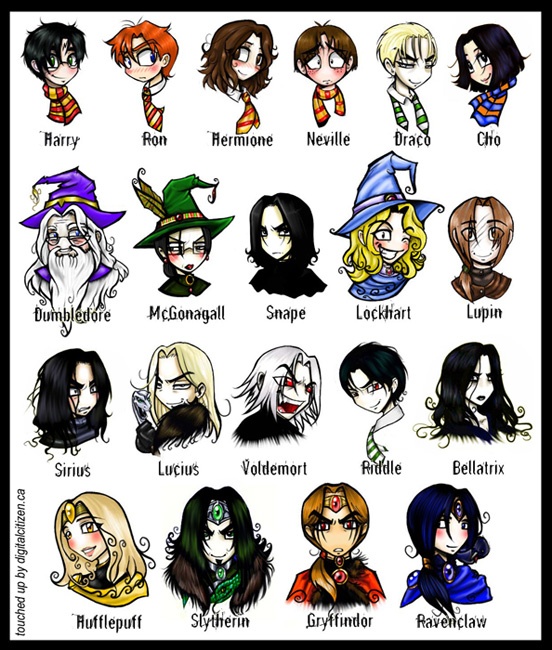 Harry Ron Hermione Neville Draco Cho
Dumbledore McGonagall Snape Lockhart Lupin
Sirius Lucius Voldemort Riddle Bellatrix
Hufflepuff Slytherin Gryffindor Ravenclaw
touched up by digitalcitizen.ca